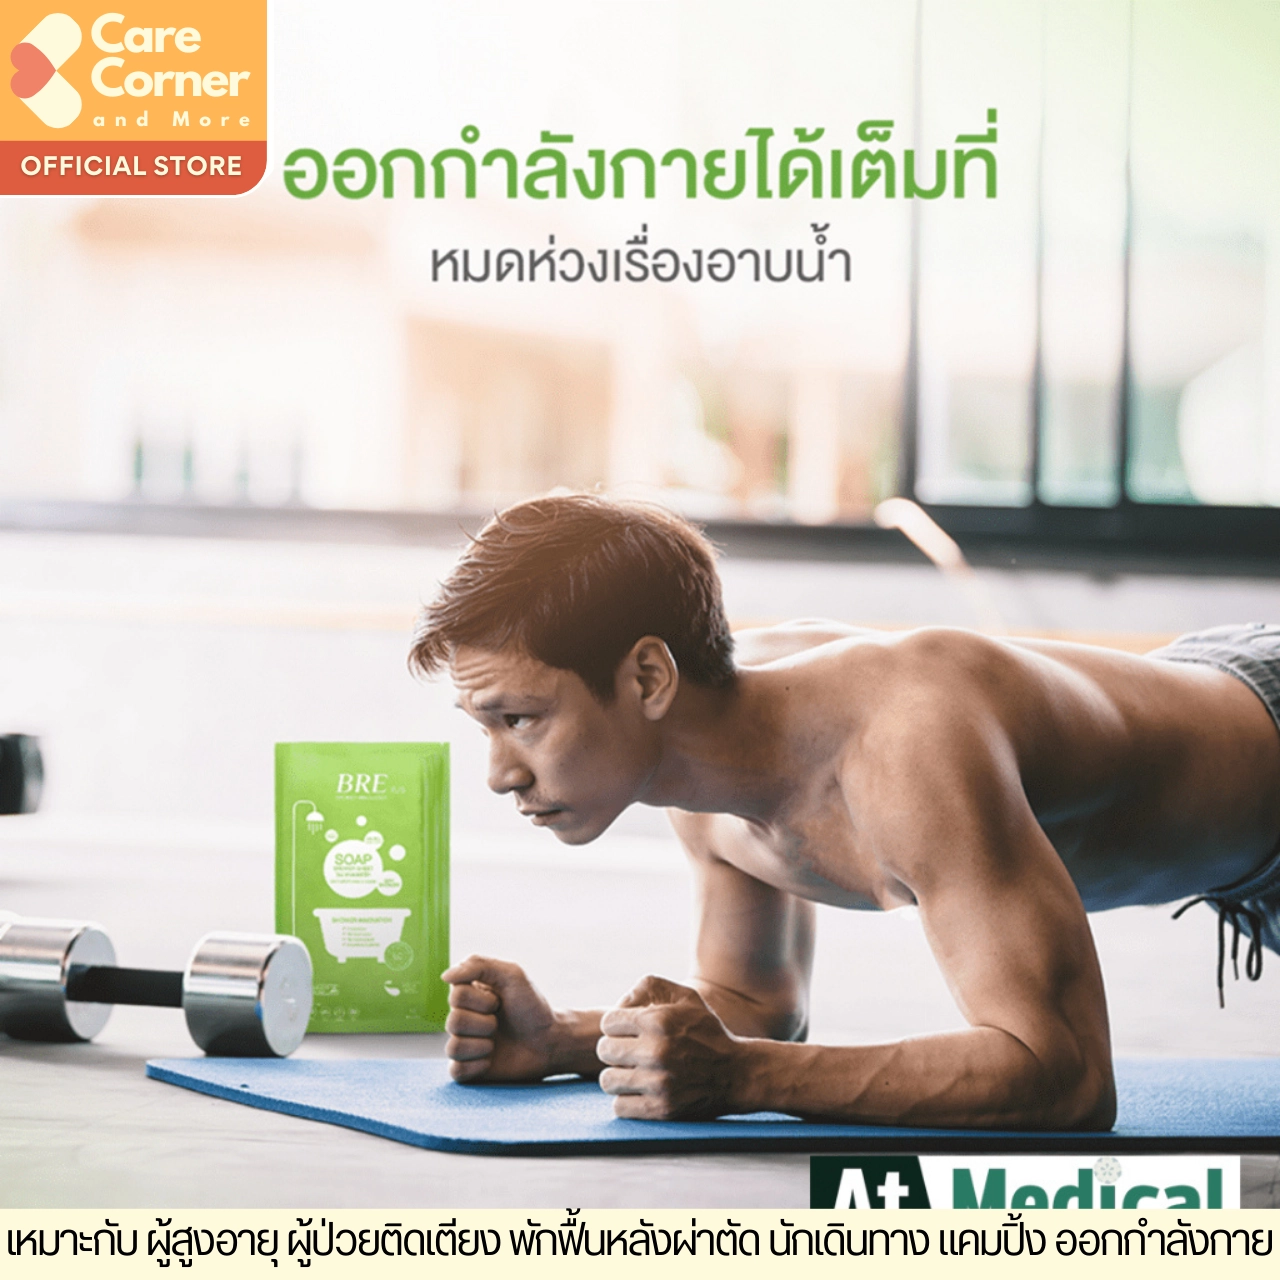 Care
Corner
and More
OFFICIAL STORE
ออกกำลังกายได้เต็มที่
หมดห่วงเรื่องอาบน้ำ
BRE
SOAP
SHOWER INNOVATION
At Medical
เหมาะกับ ผู้สูงอายุ ผู้ป่วยติดเตียง พักฟื้นหลังผ่าตัด นักเดินทาง แคมปิ้ง ออกกำลังกาย